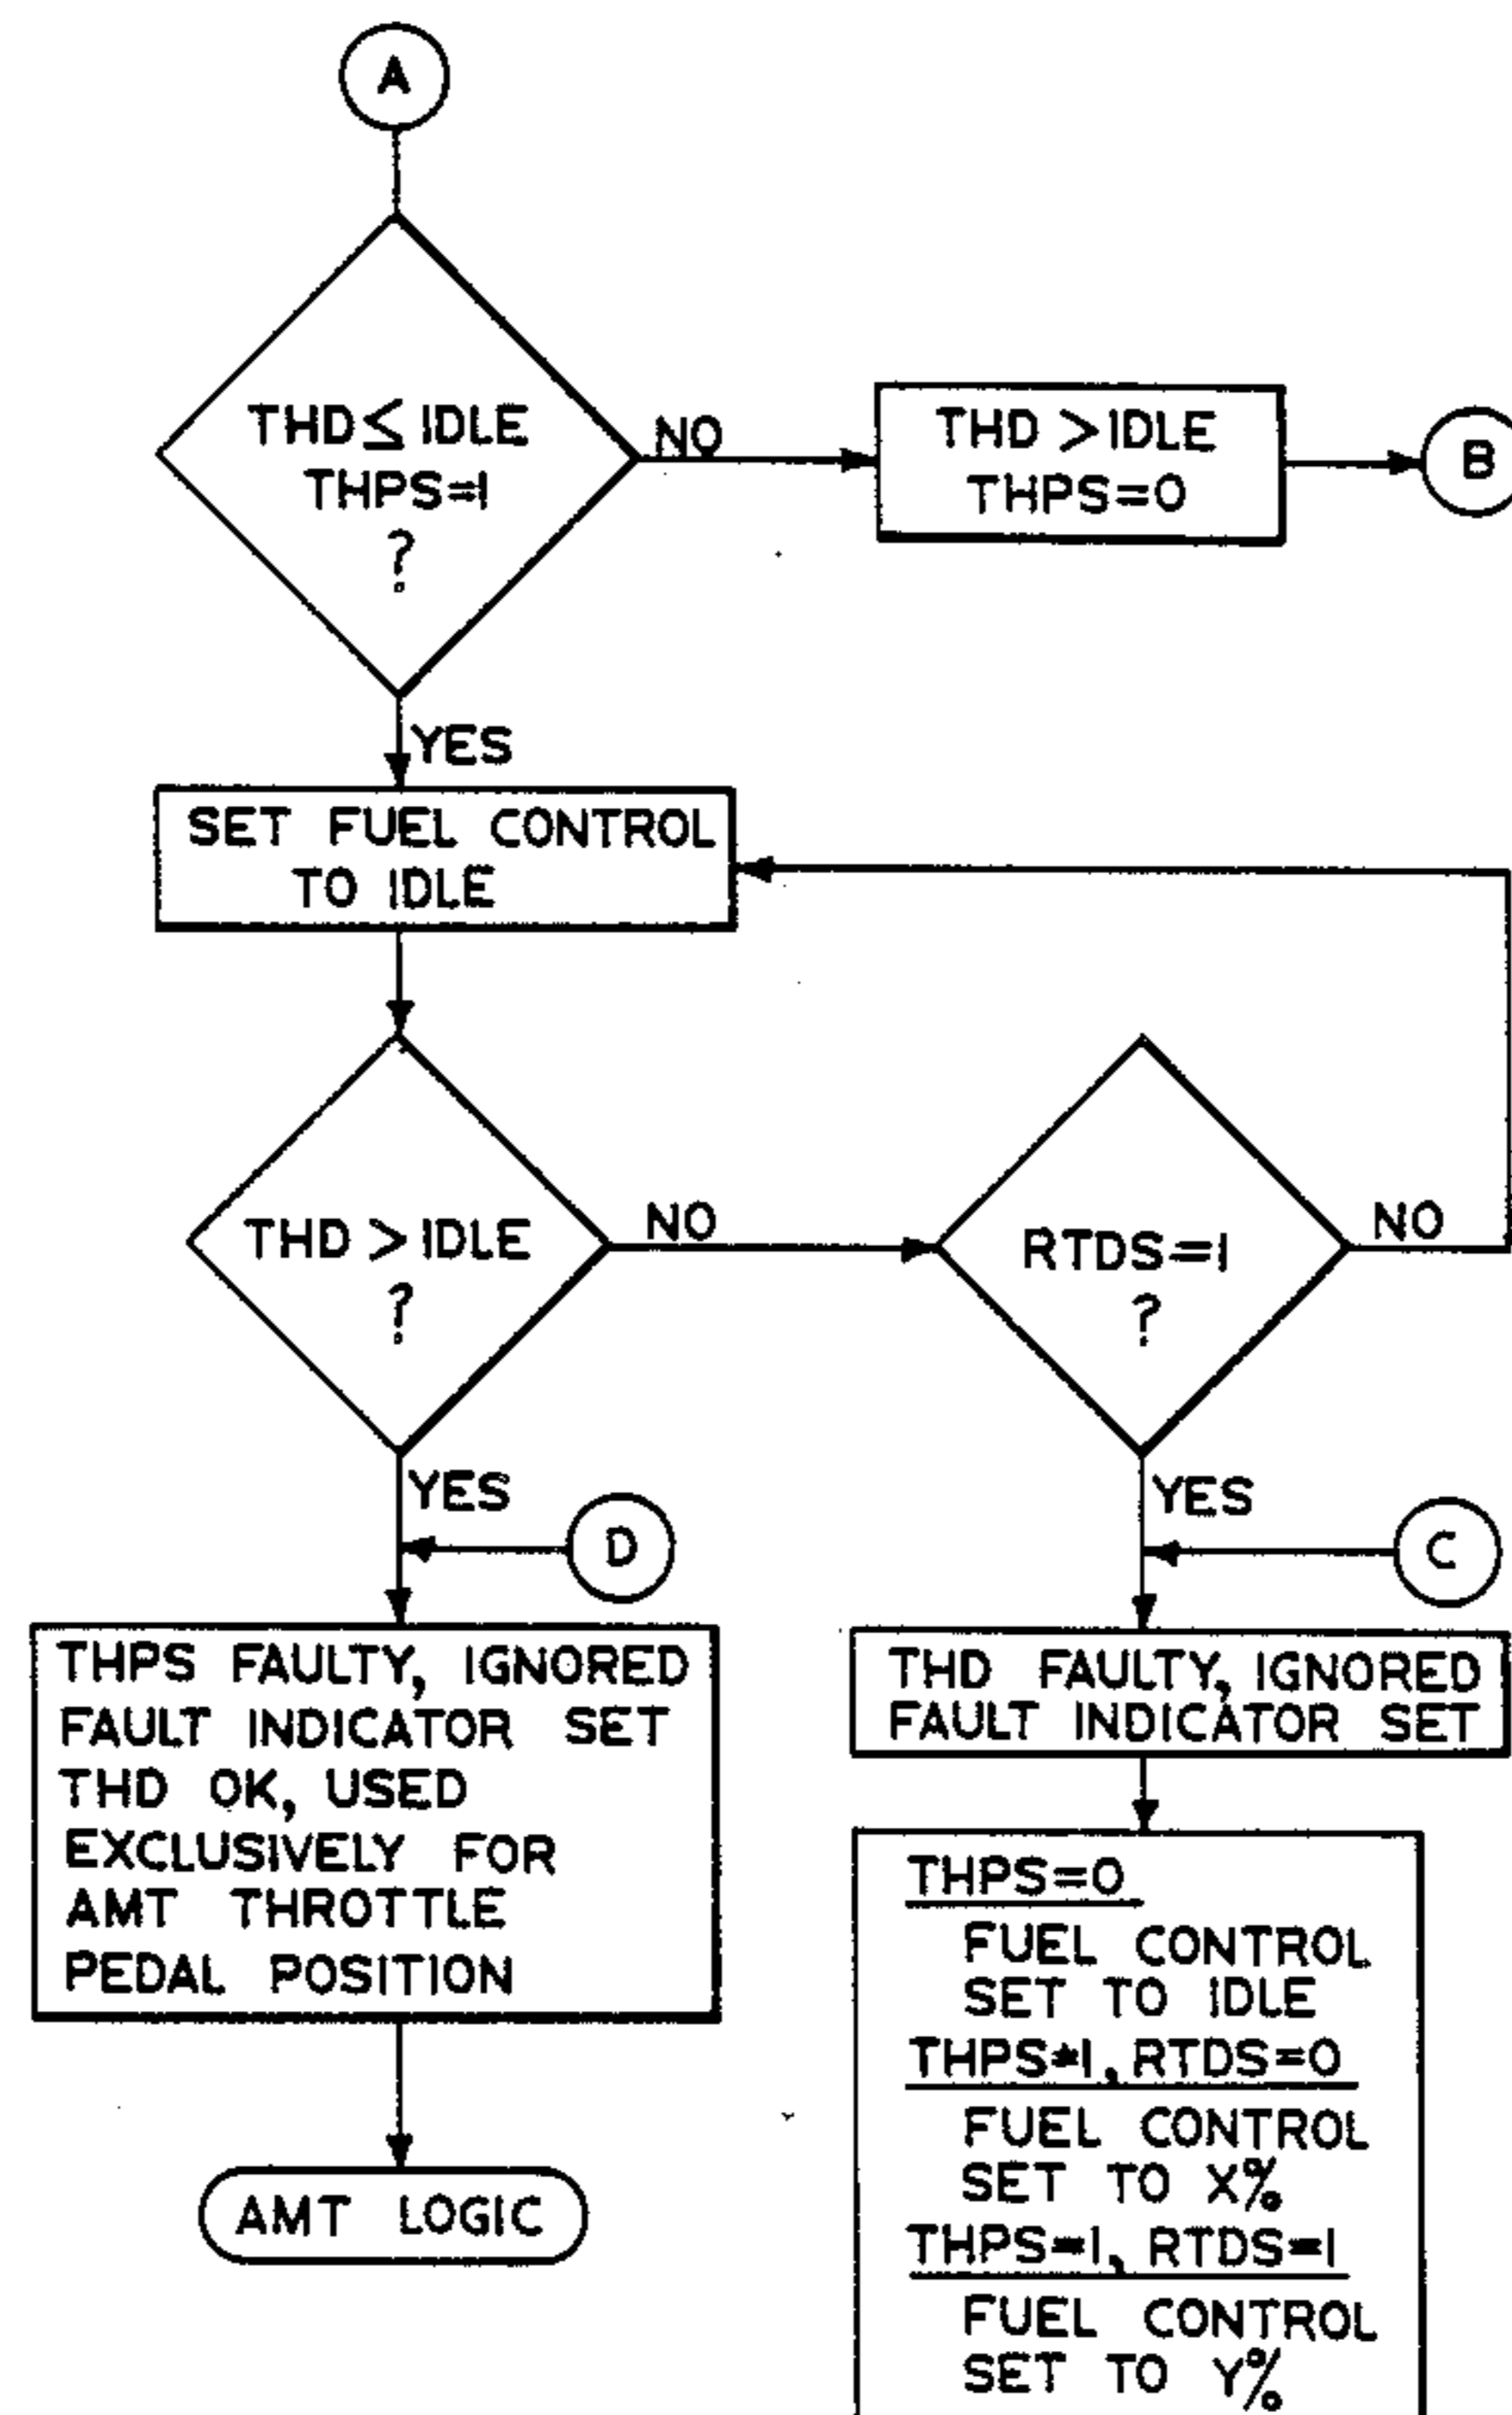 A
THD ≤ IDLE
THPS=1
?
NO
THD > IDLE
THPS=0
B
YES
SET FUEL CONTROL
TO IDLE
THD > IDLE
?
NO
RTDS=1
?
NO
YES
D
YES
C
THPS FAULTY, IGNORED
FAULT INDICATOR SET
THD OK, USED
EXCLUSIVELY FOR
AMT THROTTLE
PEDAL POSITION
THD FAULTY, IGNORED
FAULT INDICATOR SET
THPS=0
FUEL CONTROL
SET TO IDLE
THPS=1, RTDS=0
FUEL CONTROL
SET TO X%
THPS=1, RTDS=1
FUEL CONTROL
SET TO Y%
AMT LOGIC